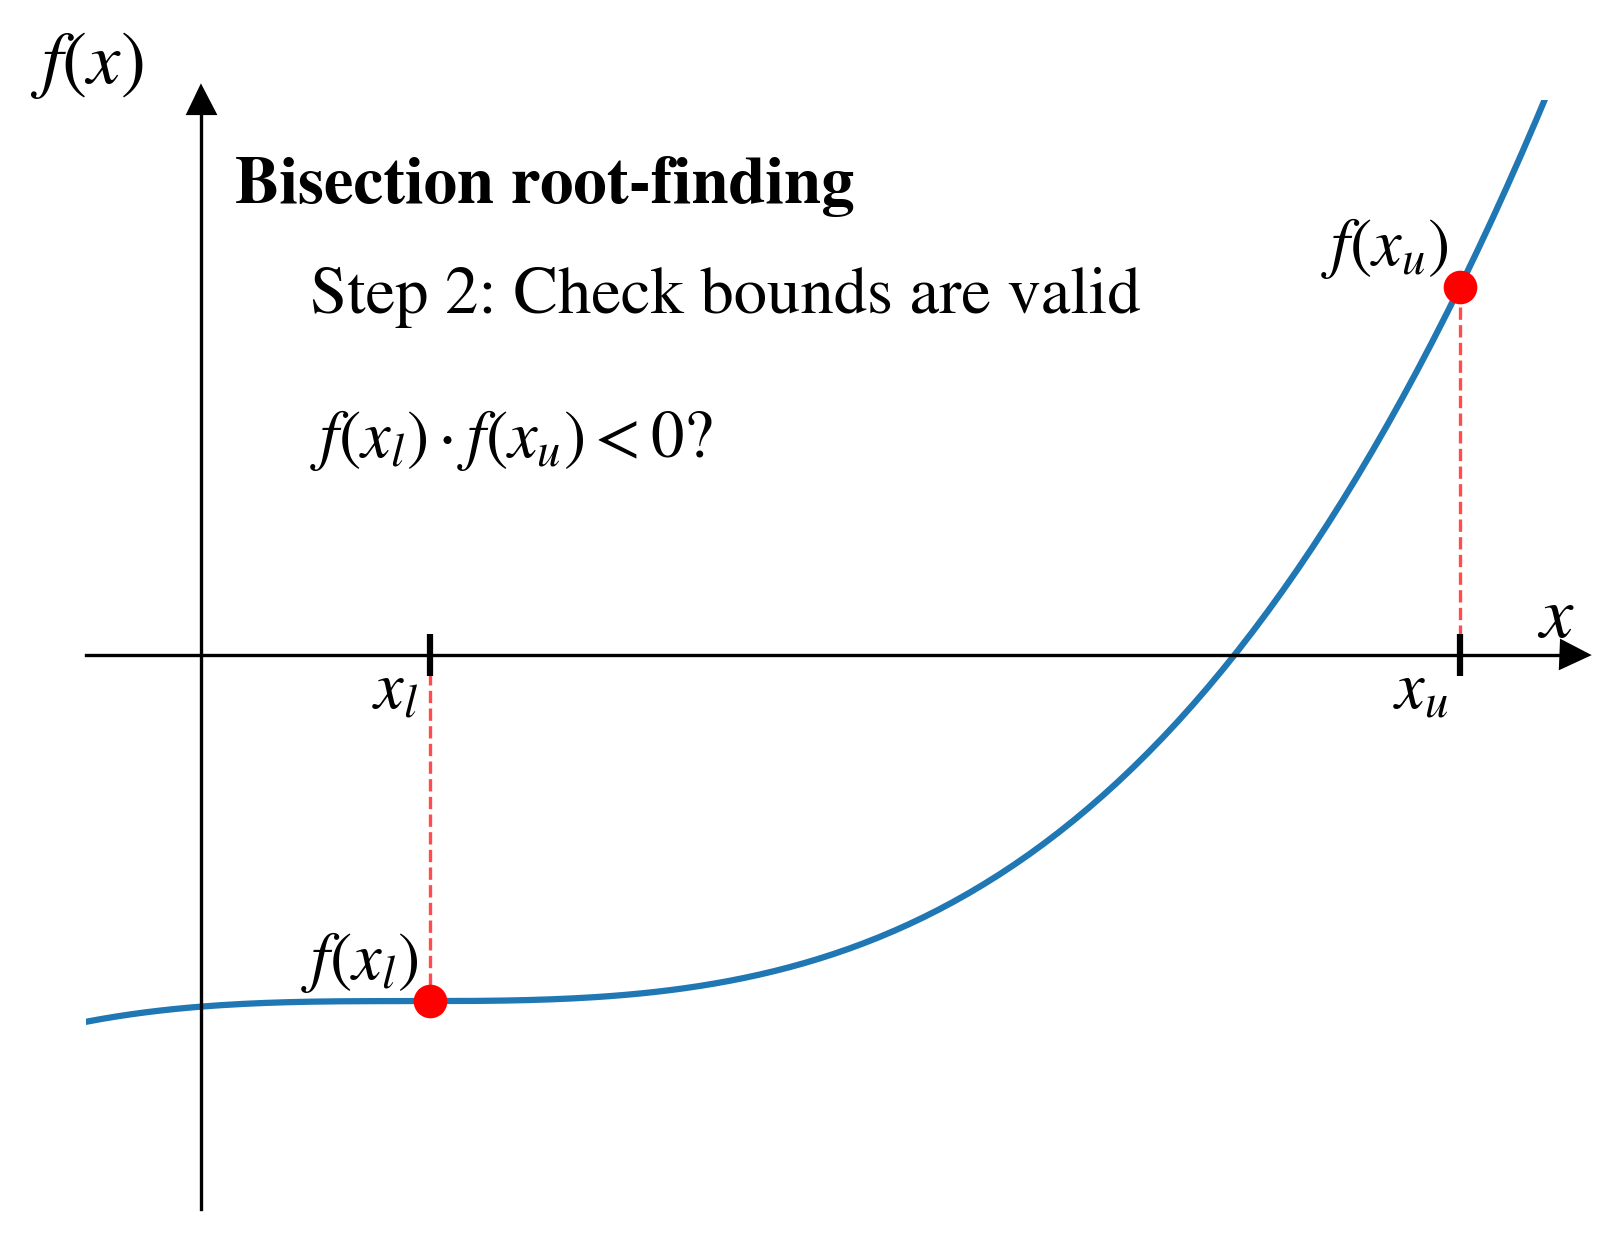 f(x)
Bisection root-finding
f(x_u)
Step 2: Check bounds are valid
f(x_l) · f(x_u) < 0?
x
x_l
x_u
f(x_l)